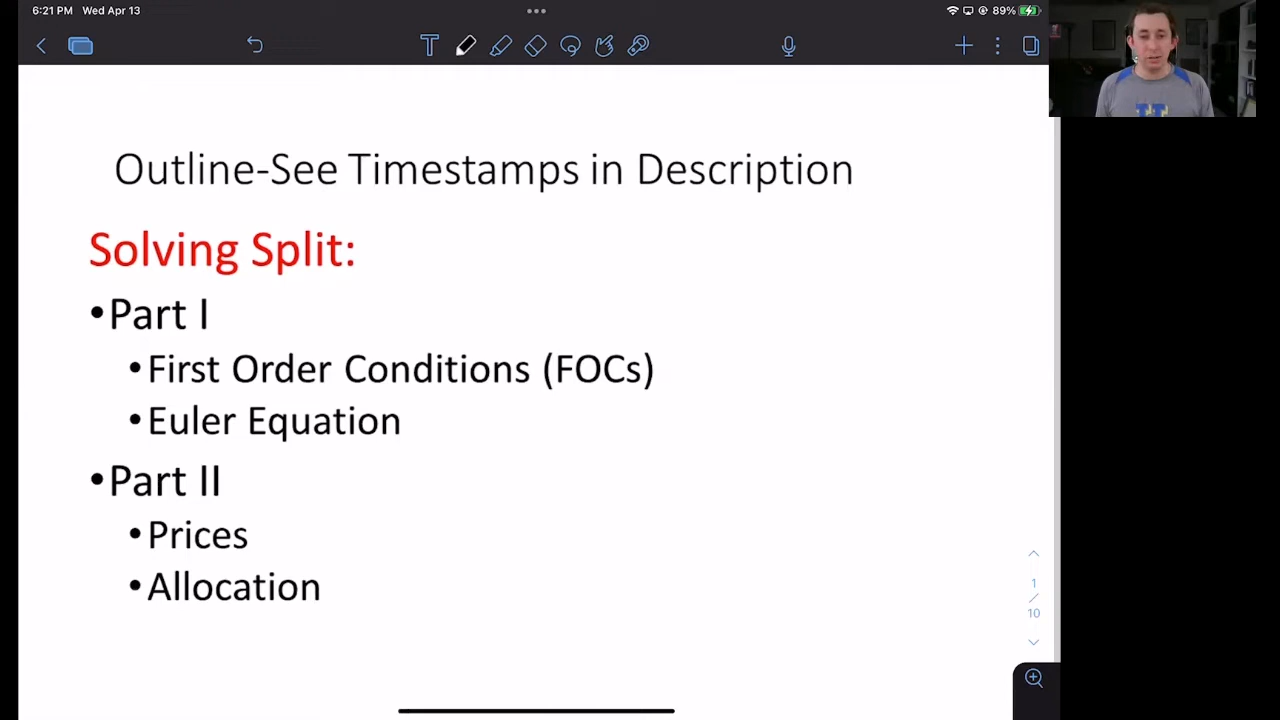 6:21 PM Wed Apr 13
89%
Outline-See Timestamps in Description
Solving Split:
•Part I
•First Order Conditions (FOCs)
•Euler Equation
•Part II
•Prices
•Allocation
1
/
10